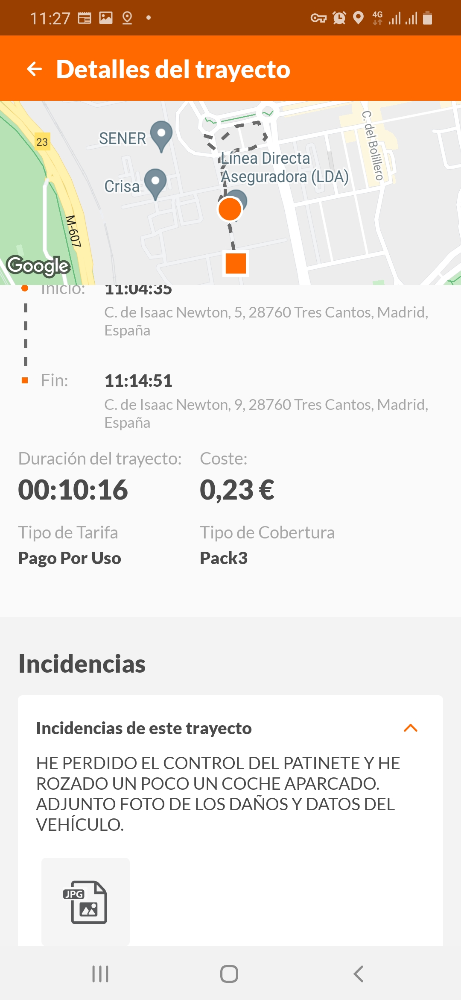 11:27
4G
Detalles del trayecto
23
SENER
C. del Bolillero
Línea Directa
Aseguradora (LDA)
Crisa
M-607
Google
Inicio:
11:04:35
C. de Isaac Newton, 5, 28760 Tres Cantos, Madrid,
España
Fin:
11:14:51
C. de Isaac Newton, 9, 28760 Tres Cantos, Madrid,
España
Duración del trayecto:
Coste:
00:10:16
0,23 €
Tipo de Tarifa
Tipo de Cobertura
Pago Por Uso
Pack3
Incidencias
Incidencias de este trayecto
HE PERDIDO EL CONTROL DEL PATINETE Y HE
ROZADO UN POCO UN COCHE APARCADO.
ADJUNTO FOTO DE LOS DAÑOS Y DATOS DEL
VEHÍCULO.
JPG